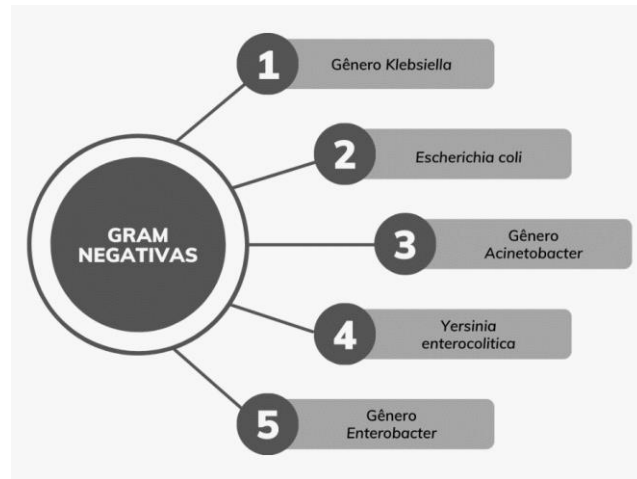 GRAM
NEGATIVAS
1
Gênero Klebsiella
2
Escherichia coli
3
Gênero
Acinetobacter
4
Yersinia
enterocolitica
5
Gênero
Enterobacter